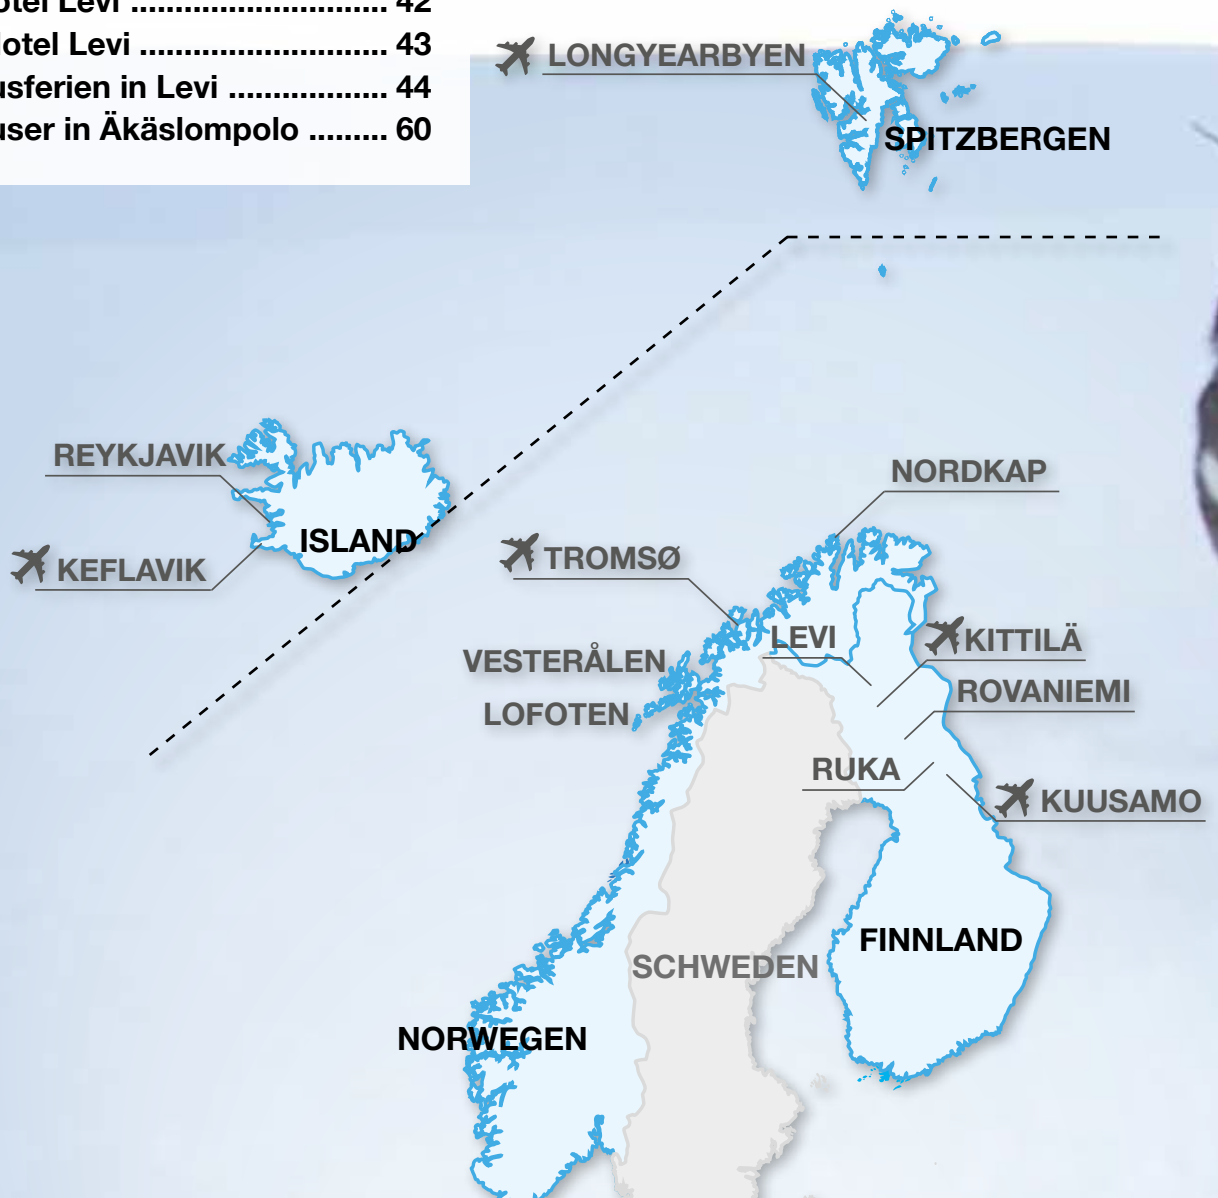 otel Levi ............................. 42
Hotel Levi ............................ 43
usferien in Levi .................. 44
user in Äkäslompolo ......... 60
LONGYEARBYEN
SPITZBERGEN
REYKJAVIK
ISLAND
KEFLAVIK
NORDKAP
TROMSØ
LEVI
KITTILÄ
VESTERÅLEN
ROVANIEMI
LOFOTEN
RUKA
KUUSAMO
FINNLAND
SCHWEDEN
NORWEGEN